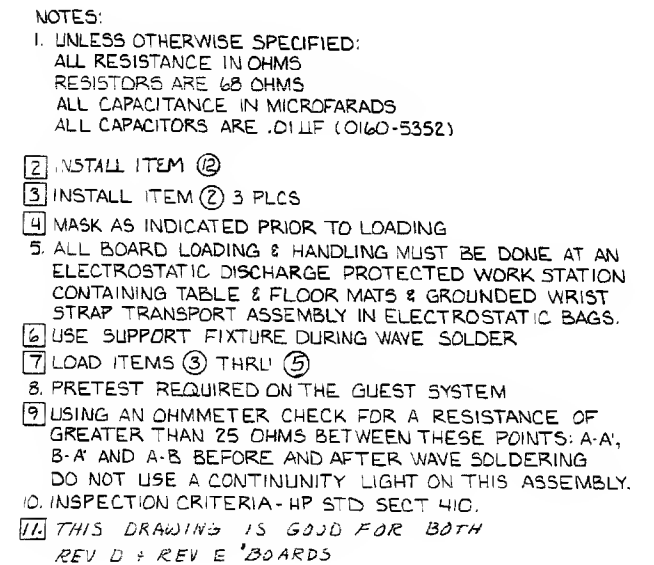 NOTES:
1. UNLESS OTHERWISE SPECIFIED:
ALL RESISTANCE IN OHMS
RESISTORS ARE 68 OHMS
ALL CAPACITANCE IN MICROFARADS
ALL CAPACITORS ARE .01 UF (0160-5352)
2 INSTALL ITEM 12
3 INSTALL ITEM 2 3 PLCS
4 MASK AS INDICATED PRIOR TO LOADING
5. ALL BOARD LOADING & HANDLING MUST BE DONE AT AN
ELECTROSTATIC DISCHARGE PROTECTED WORK STATION
CONTAINING TABLE & FLOOR MATS & GROUNDED WRIST
STRAP TRANSPORT ASSEMBLY IN ELECTROSTATIC BAGS.
6 USE SUPPORT FIXTURE DURING WAVE SOLDER
7 LOAD ITEMS 3 THRU 5
8. PRETEST REQUIRED ON THE GUEST SYSTEM
9 USING AN OHMMETER CHECK FOR A RESISTANCE OF
GREATER THAN 25 OHMS BETWEEN THESE POINTS: A-A',
B-A' AND A-B BEFORE AND AFTER WAVE SOLDERING
DO NOT USE A CONTINUNITY LIGHT ON THIS ASSEMBLY.
10. INSPECTION CRITERIA - HP STD SECT 410.
11. THIS DRAWING IS GOOD FOR BOTH
REV D & REV E BOARDS